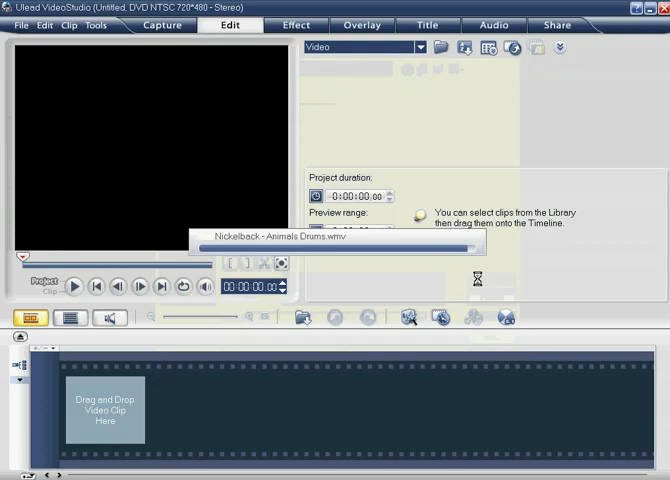 Ulead VideoStudio (Untitled, DVD NTSC 720*480 - Stereo)
File Edit Clip Tools Capture Edit Effect Overlay Title Audio Share
Video
Project duration:
0:00:00.00
Preview range:
You can select clips from the Library
then drag them onto the Timeline.
Nickelback - Animals Drums.wmv
Project
Clip
00:00:00.00
Drag and Drop
Video Clip
Here